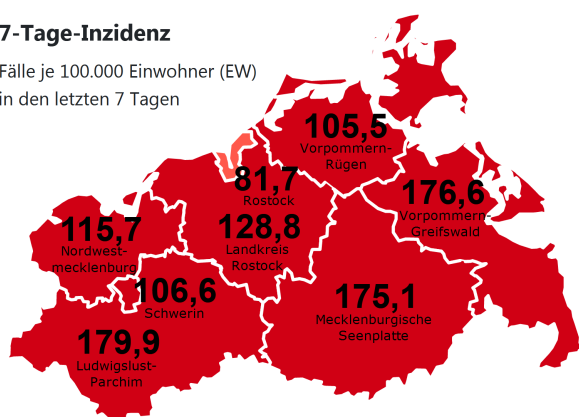 7-Tage-Inzidenz
Fälle je 100.000 Einwohner (EW)
in den letzten 7 Tagen
105,5
Vorpommern-
Rügen
81,7
Rostock
176,6
Vorpommern-
Greifswald
115,7
Nordwest-
mecklenburg
128,8
Landkreis
Rostock
106,6
Schwerin
175,1
Mecklenburgische
Seenplatte
179,9
Ludwigslust-
Parchim